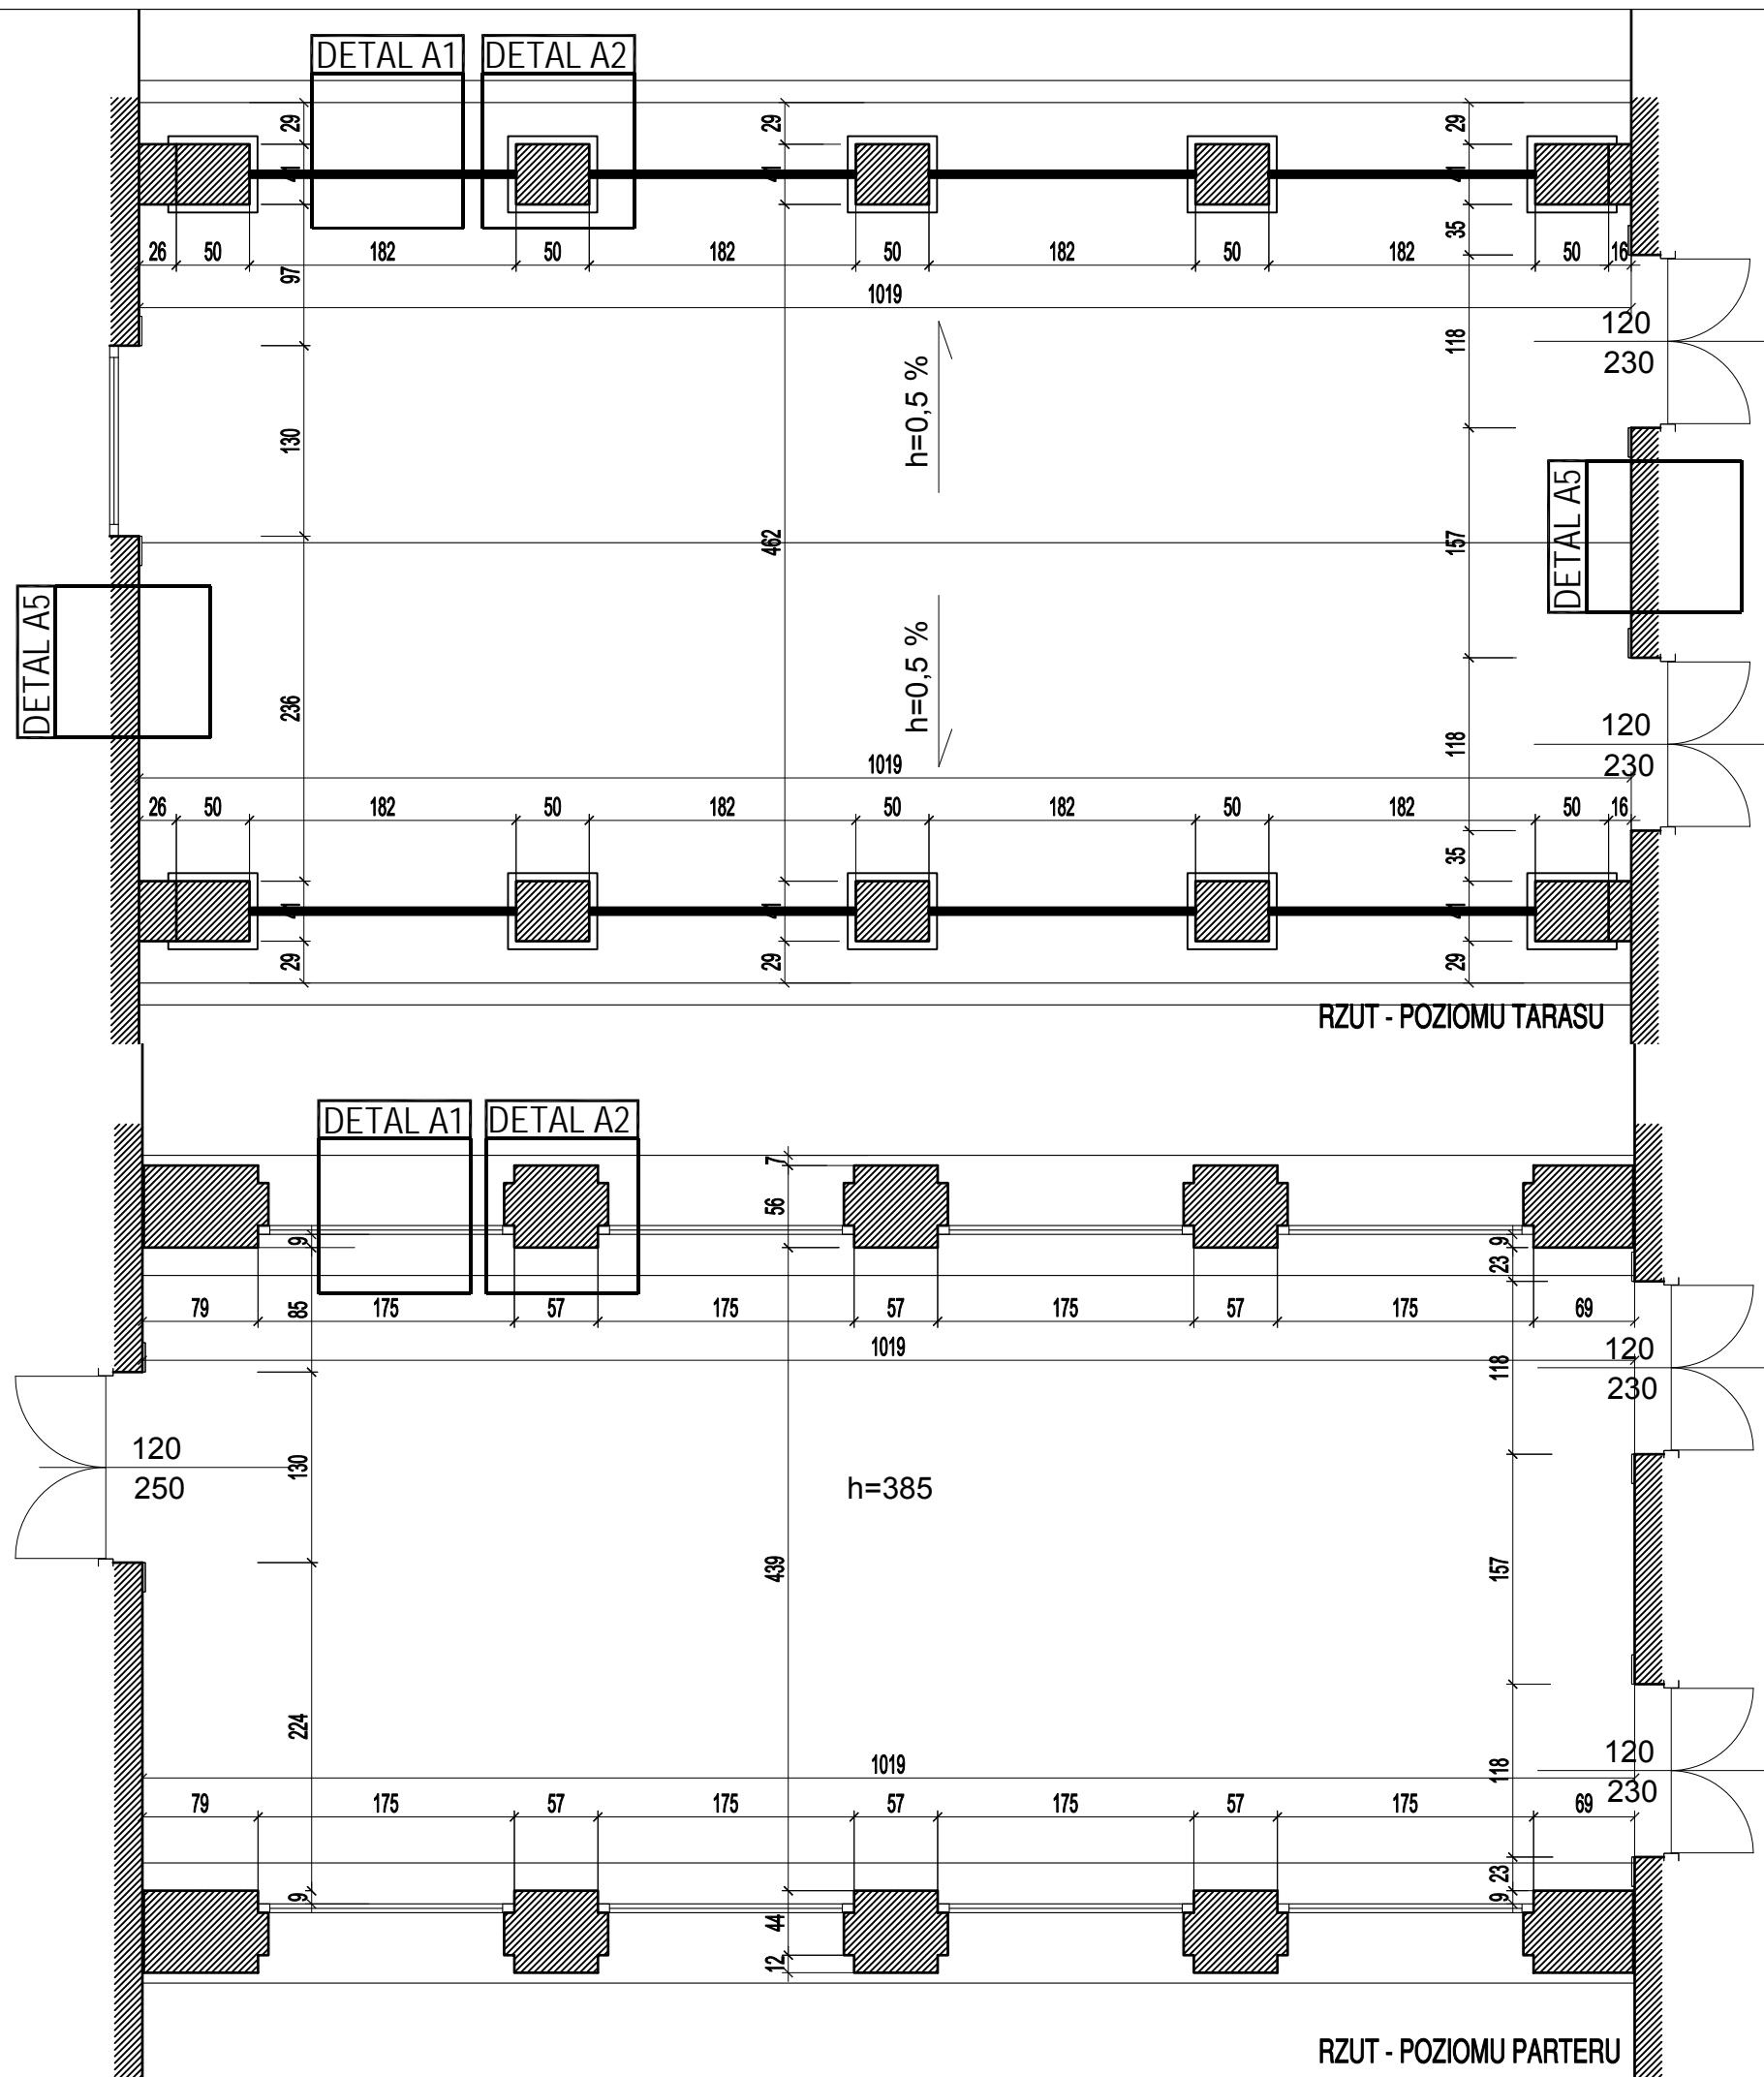 DETAL A1 DETAL A2
29 29 29
41 41 41
35
26 50 182 50 182 50 182 50 182 50 16
97
1019
120
230
118
h=0,5 %
130
DETAL A5
462 157
DETAL A5
h=0,5 %
236
120
230
118
1019
26 50 182 50 182 50 182 50 182 50 16
35
41 41 41
29 29 29
RZUT - POZIOMU TARASU
DETAL A1 DETAL A2
7
56
9 9
23
79 85 175 57 175 57 175 57 175 69
1019
120
230
118
120
250
130
h=385
439 157
224
120
230
118
1019
79 175 57 175 57 175 57 175 69
23
9 9
44
12
RZUT - POZIOMU PARTERU